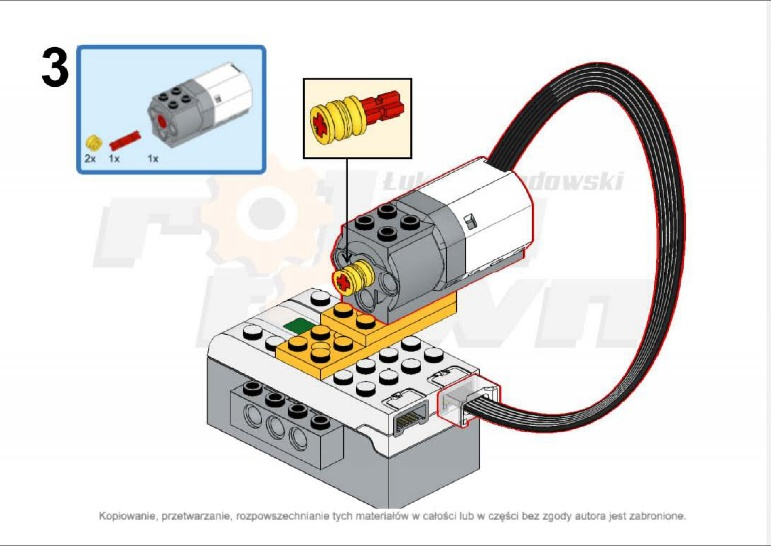 3
2x 1x 1x
Kopiowanie, przetwarzanie, rozpowszechnianie tych materiałów w całości lub w części bez zgody autora jest zabronione.